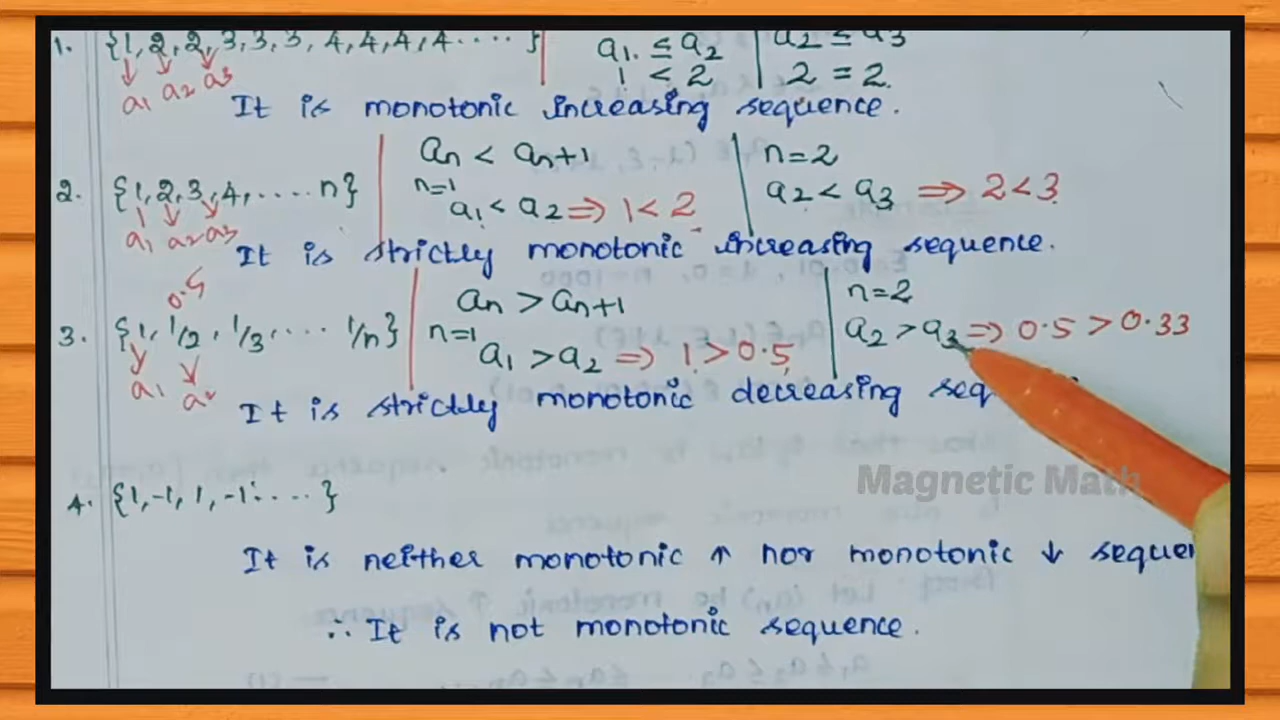 1. {1, 2, 2, 3, 3, 3, 4, 4, 4, 4 .... } a1 ≤ a2 | a2 ≤ a3
a1 a2 a3 1 < 2 | 2 = 2.
It is monotonic increasing sequence.
an < an+1 n=2
2. {1, 2, 3, 4, ..... n} n=1 a1 < a2 ⇒ 1 < 2 a2 < a3 ⇒ 2 < 3
a1 a2 a3
It is strictly monotonic increasing sequence.
0.5 an > an+1 n=2
3. {1, 1/2, 1/3, ... 1/n} n=1 a1 > a2 ⇒ 1 > 0.5 a2 > a3 ⇒ 0.5 > 0.33
a1
It is strictly monotonic decreasing seq
Magnetic Math
4. {1, -1, 1, -1 .... }
It is neither monotonic ↑ nor monotonic ↓ sequen
∴ It is not monotonic sequence.